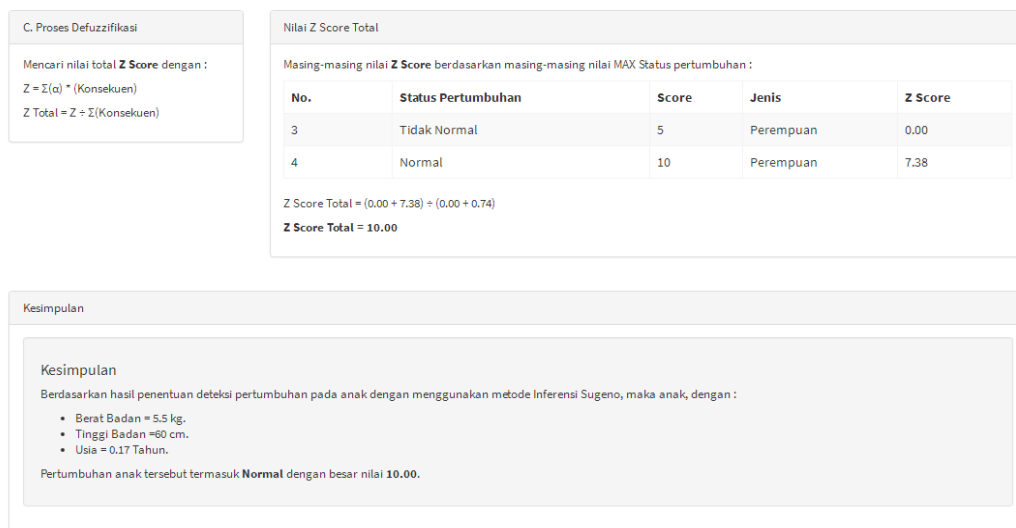 C. Proses Defuzzifikasi
Mencari nilai total Z Score dengan :
Z = Σ(α) * (Konsekuen)
Z Total = Z ÷ Σ(Konsekuen)
Nilai Z Score Total
Masing-masing nilai Z Score berdasarkan masing-masing nilai MAX Status pertumbuhan :
No. Status Pertumbuhan Score Jenis Z Score
3 Tidak Normal 5 Perempuan 0.00
4 Normal 10 Perempuan 7.38
Z Score Total = (0.00 + 7.38) ÷ (0.00 + 0.74)
Z Score Total = 10.00
Kesimpulan
Kesimpulan
Berdasarkan hasil penentuan deteksi pertumbuhan pada anak dengan menggunakan metode Inferensi Sugeno, maka anak, dengan :
• Berat Badan = 5.5 kg.
• Tinggi Badan =60 cm.
• Usia = 0.17 Tahun.
Pertumbuhan anak tersebut termasuk Normal dengan besar nilai 10.00.